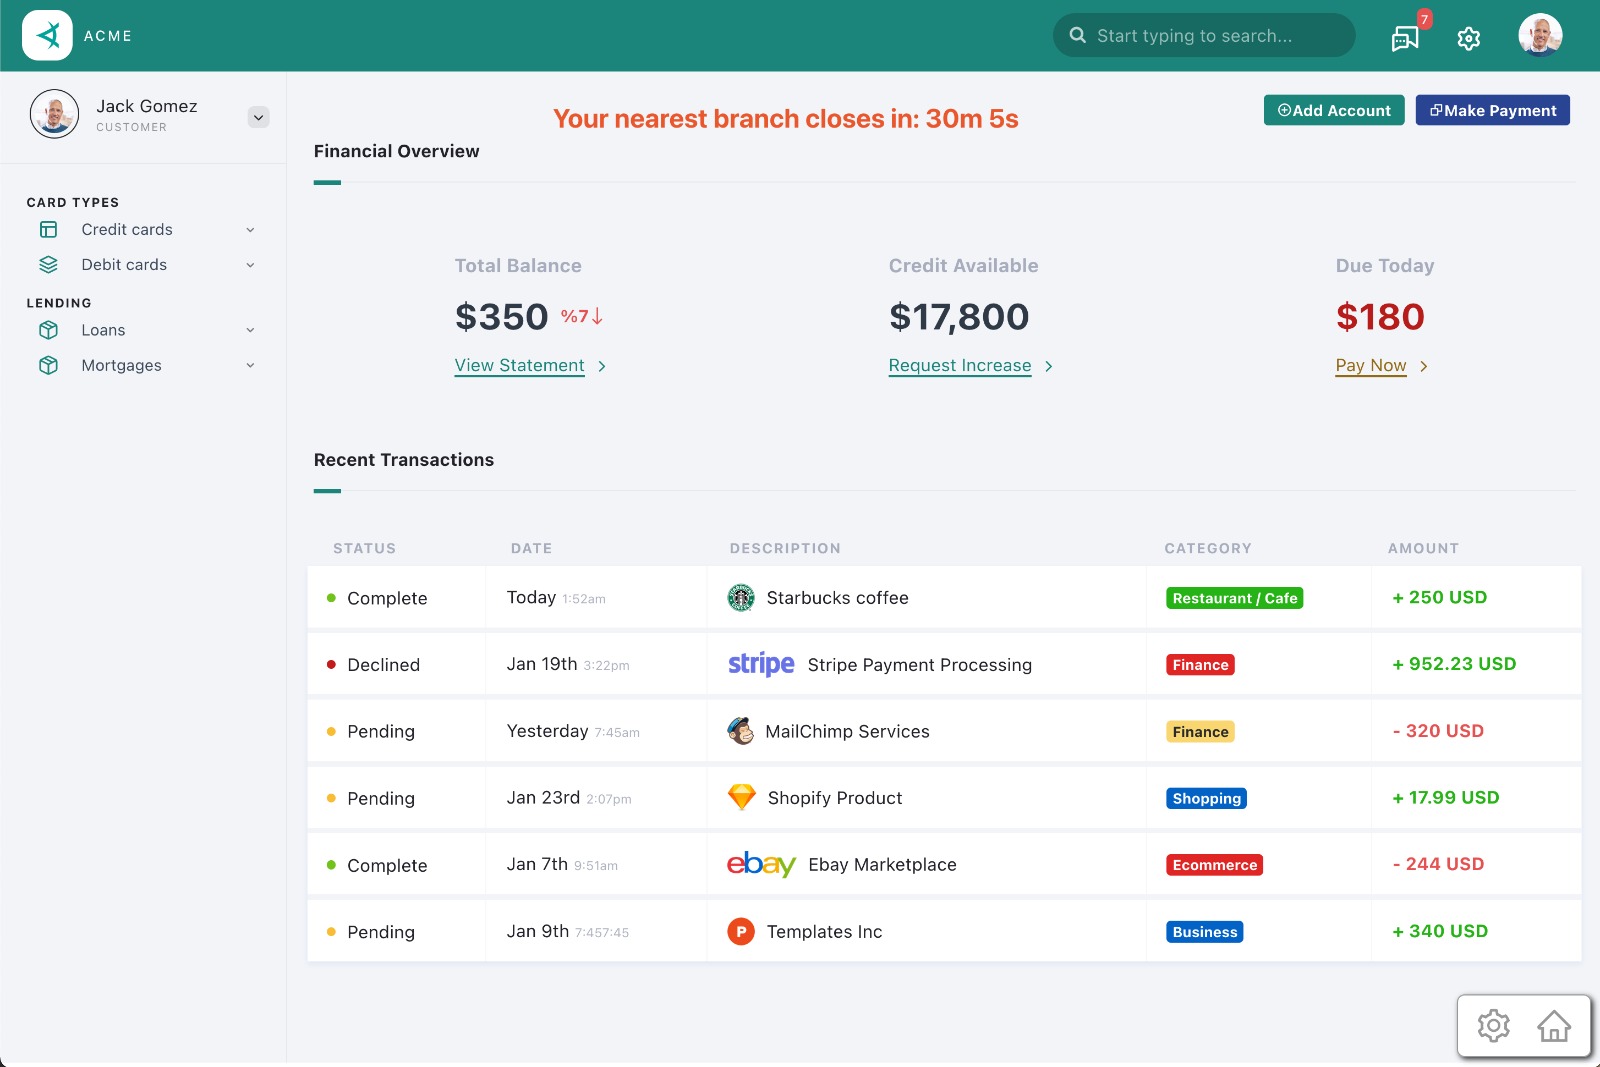 ACME
Start typing to search...
7
Jack Gomez
CUSTOMER
Your nearest branch closes in: 30m 5s
Add Account
Make Payment
Financial Overview
CARD TYPES
Credit cards
Debit cards
LENDING
Loans
Mortgages
Total Balance
$350 %7↓
View Statement
Credit Available
$17,800
Request Increase
Due Today
$180
Pay Now
Recent Transactions
STATUS DATE DESCRIPTION CATEGORY AMOUNT
Complete Today 1:52am Starbucks coffee Restaurant / Cafe + 250 USD
Declined Jan 19th 3:22pm stripe Stripe Payment Processing Finance + 952.23 USD
Pending Yesterday 7:45am MailChimp Services Finance - 320 USD
Pending Jan 23rd 2:07pm Shopify Product Shopping + 17.99 USD
Complete Jan 7th 9:51am ebay Ebay Marketplace Ecommerce - 244 USD
Pending Jan 9th 7:457:45 P Templates Inc Business + 340 USD